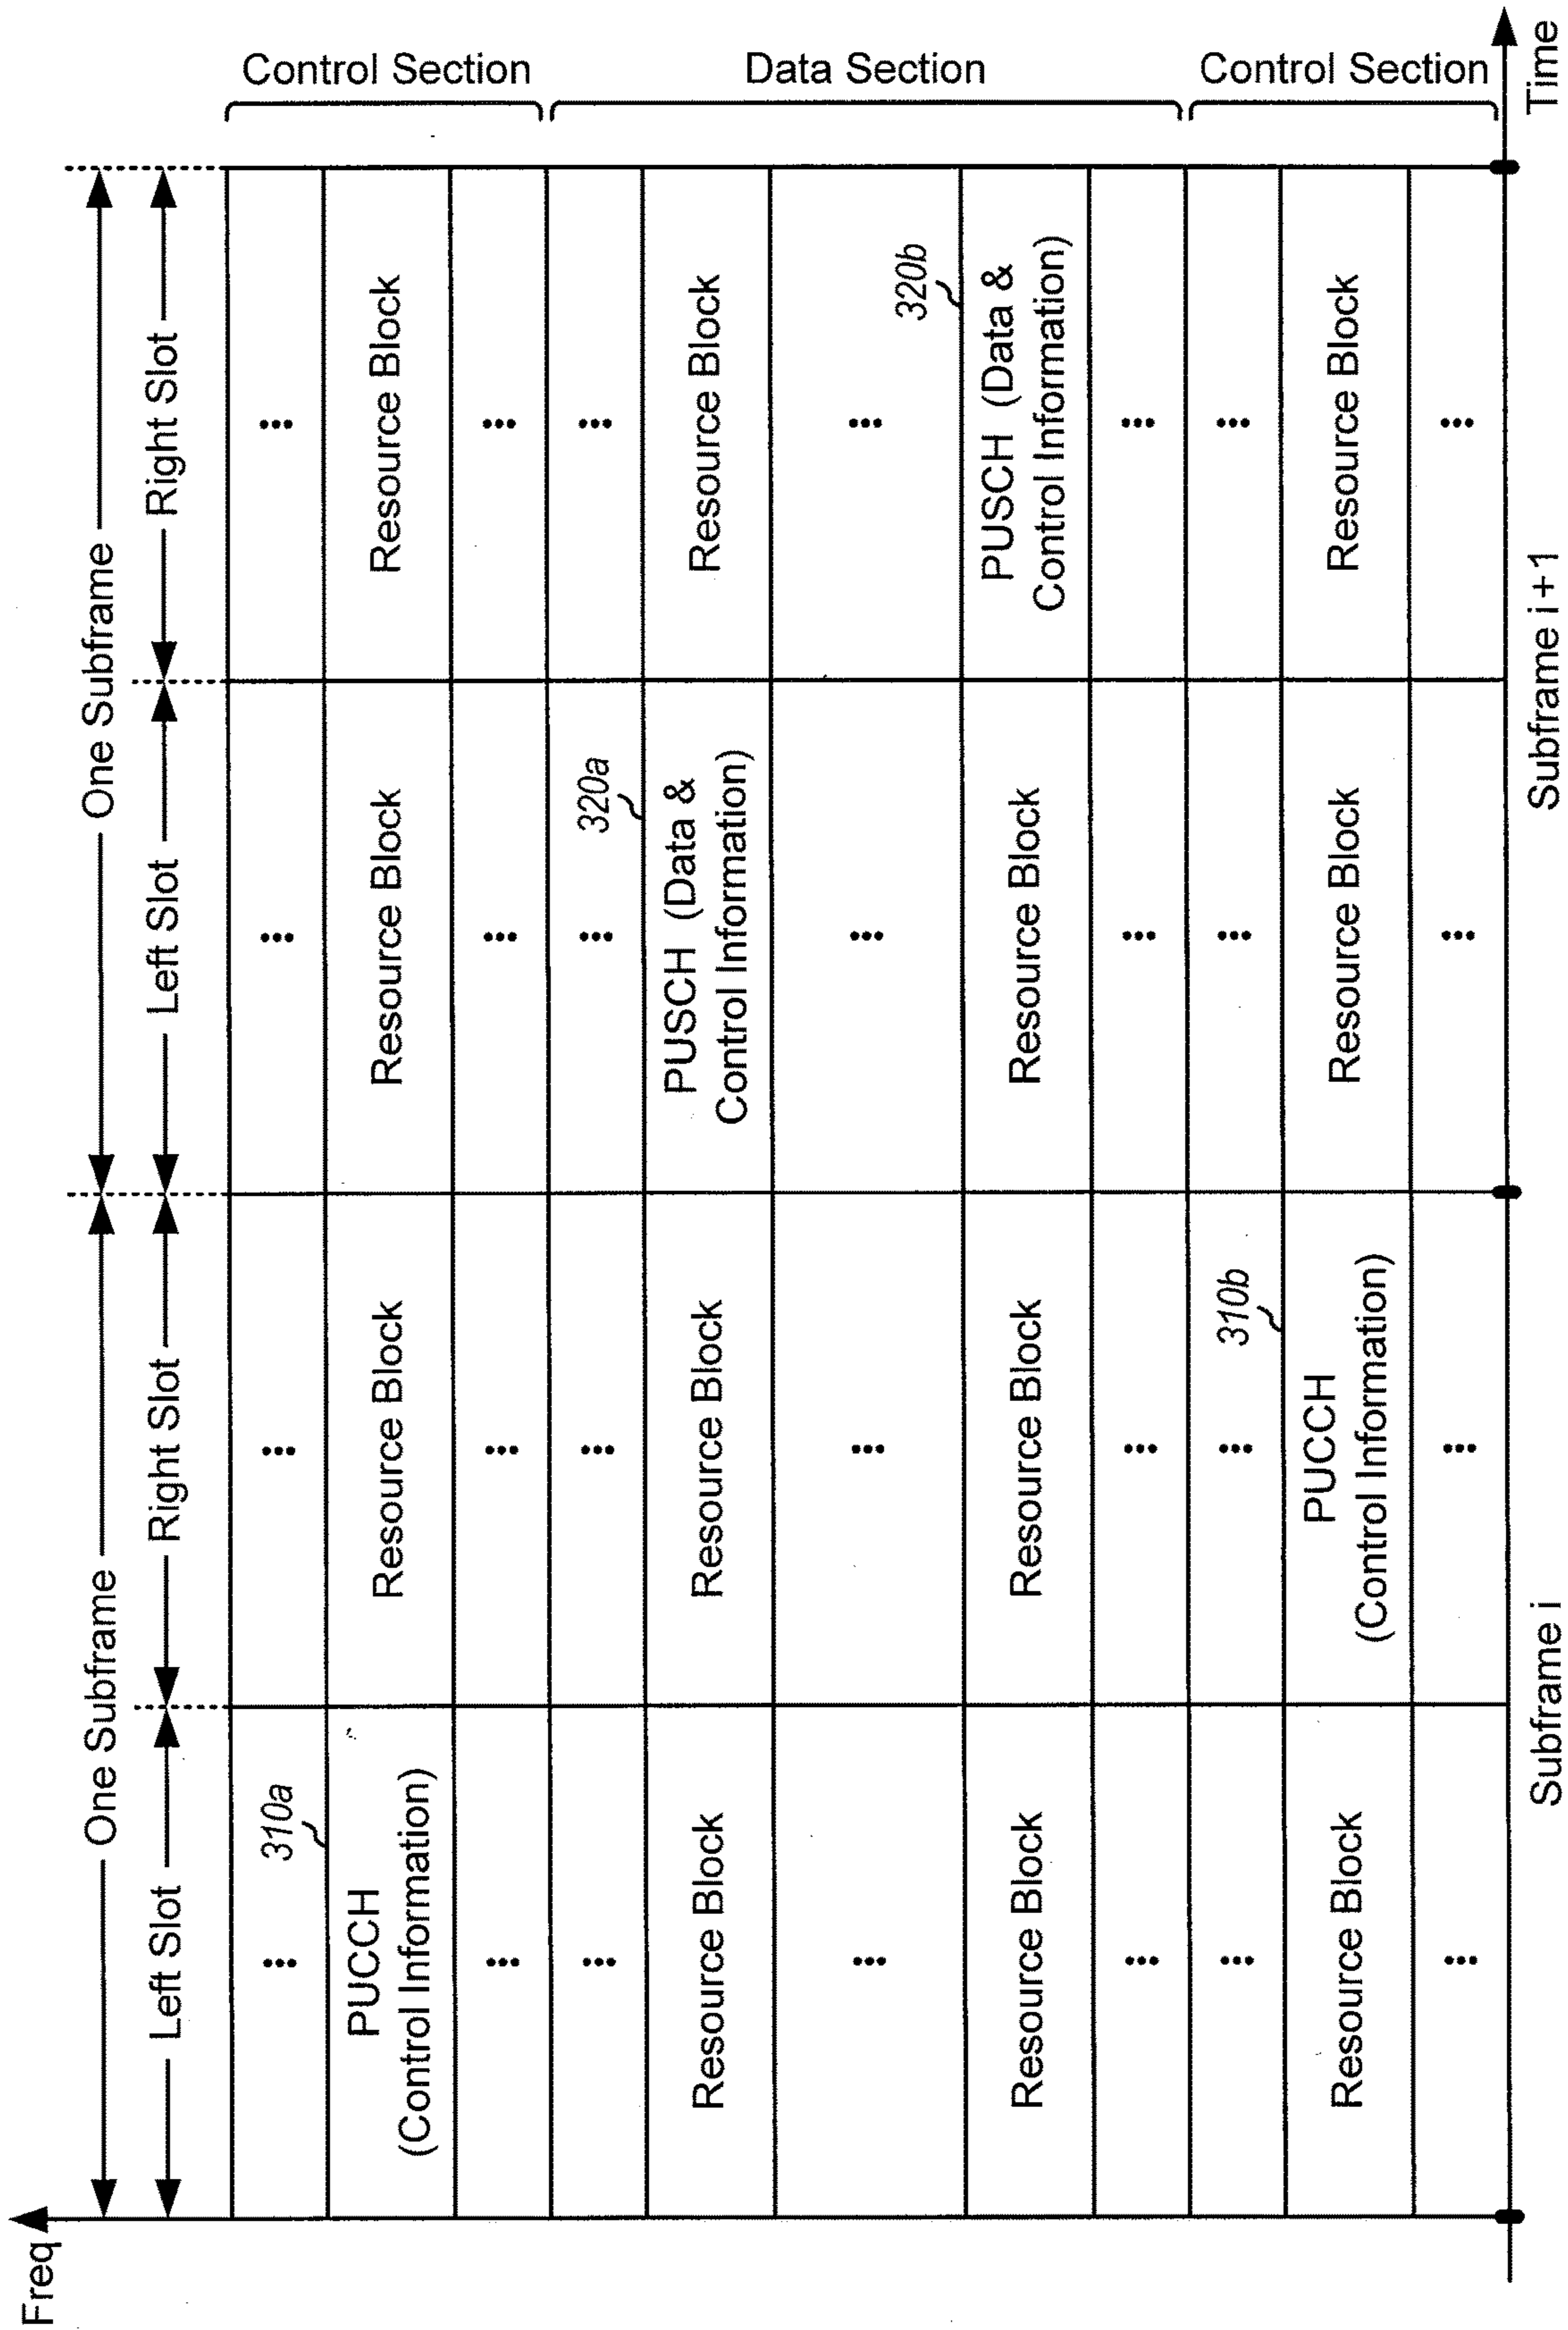 Freq
One Subframe
One Subframe
Left Slot
Right Slot
Left Slot
Right Slot
...
310a
...
...
...
Control Section
PUCCH
(Control Information)
Resource Block
Resource Block
Resource Block
...
...
...
...
...
...
320a
...
...
Data Section
Resource Block
Resource Block
PUSCH (Data &
Control Information)
Resource Block
...
...
...
...
320b
Resource Block
Resource Block
Resource Block
PUSCH (Data &
Control Information)
...
...
...
...
...
...
310b
...
...
Control Section
Resource Block
PUCCH
(Control Information)
Resource Block
Resource Block
...
...
...
...
Subframe i
Subframe i + 1
Time